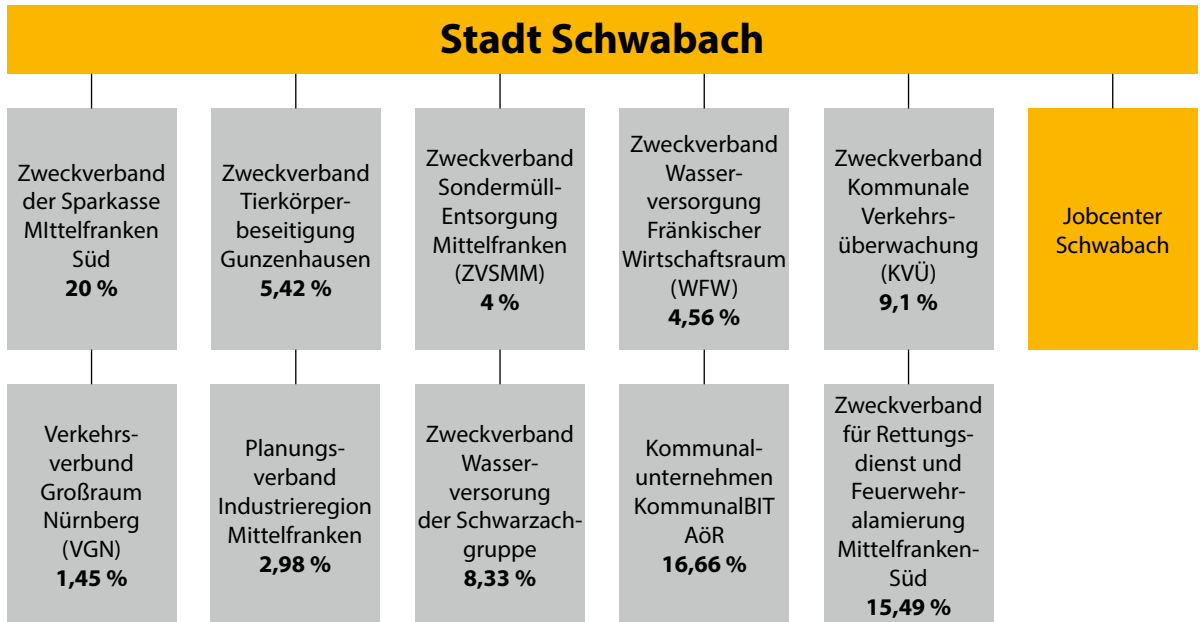 Stadt Schwabach
Zweckverband
der Sparkasse
MIttelfranken
Süd
20 %
Zweckverband
Tierkörper-
beseitigung
Gunzenhausen
5,42 %
Zweckverband
Sondermüll-
Entsorgung
Mittelfranken
(ZVSMM)
4 %
Zweckverband
Wasser-
versorgung
Fränkischer
Wirtschaftsraum
(WFW)
4,56 %
Zweckverband
Kommunale
Verkehrs-
überwachung
(KVÜ)
9,1 %
Jobcenter
Schwabach
Verkehrs-
verbund
Großraum
Nürnberg
(VGN)
1,45 %
Planungs-
verband
Industrieregion
Mittelfranken
2,98 %
Zweckverband
Wasser-
versorung
der Schwarzach-
gruppe
8,33 %
Kommunal-
unternehmen
KommunalBIT
AöR
16,66 %
Zweckverband
für Rettungs-
dienst und
Feuerwehr-
alamierung
Mittelfranken-
Süd
15,49 %